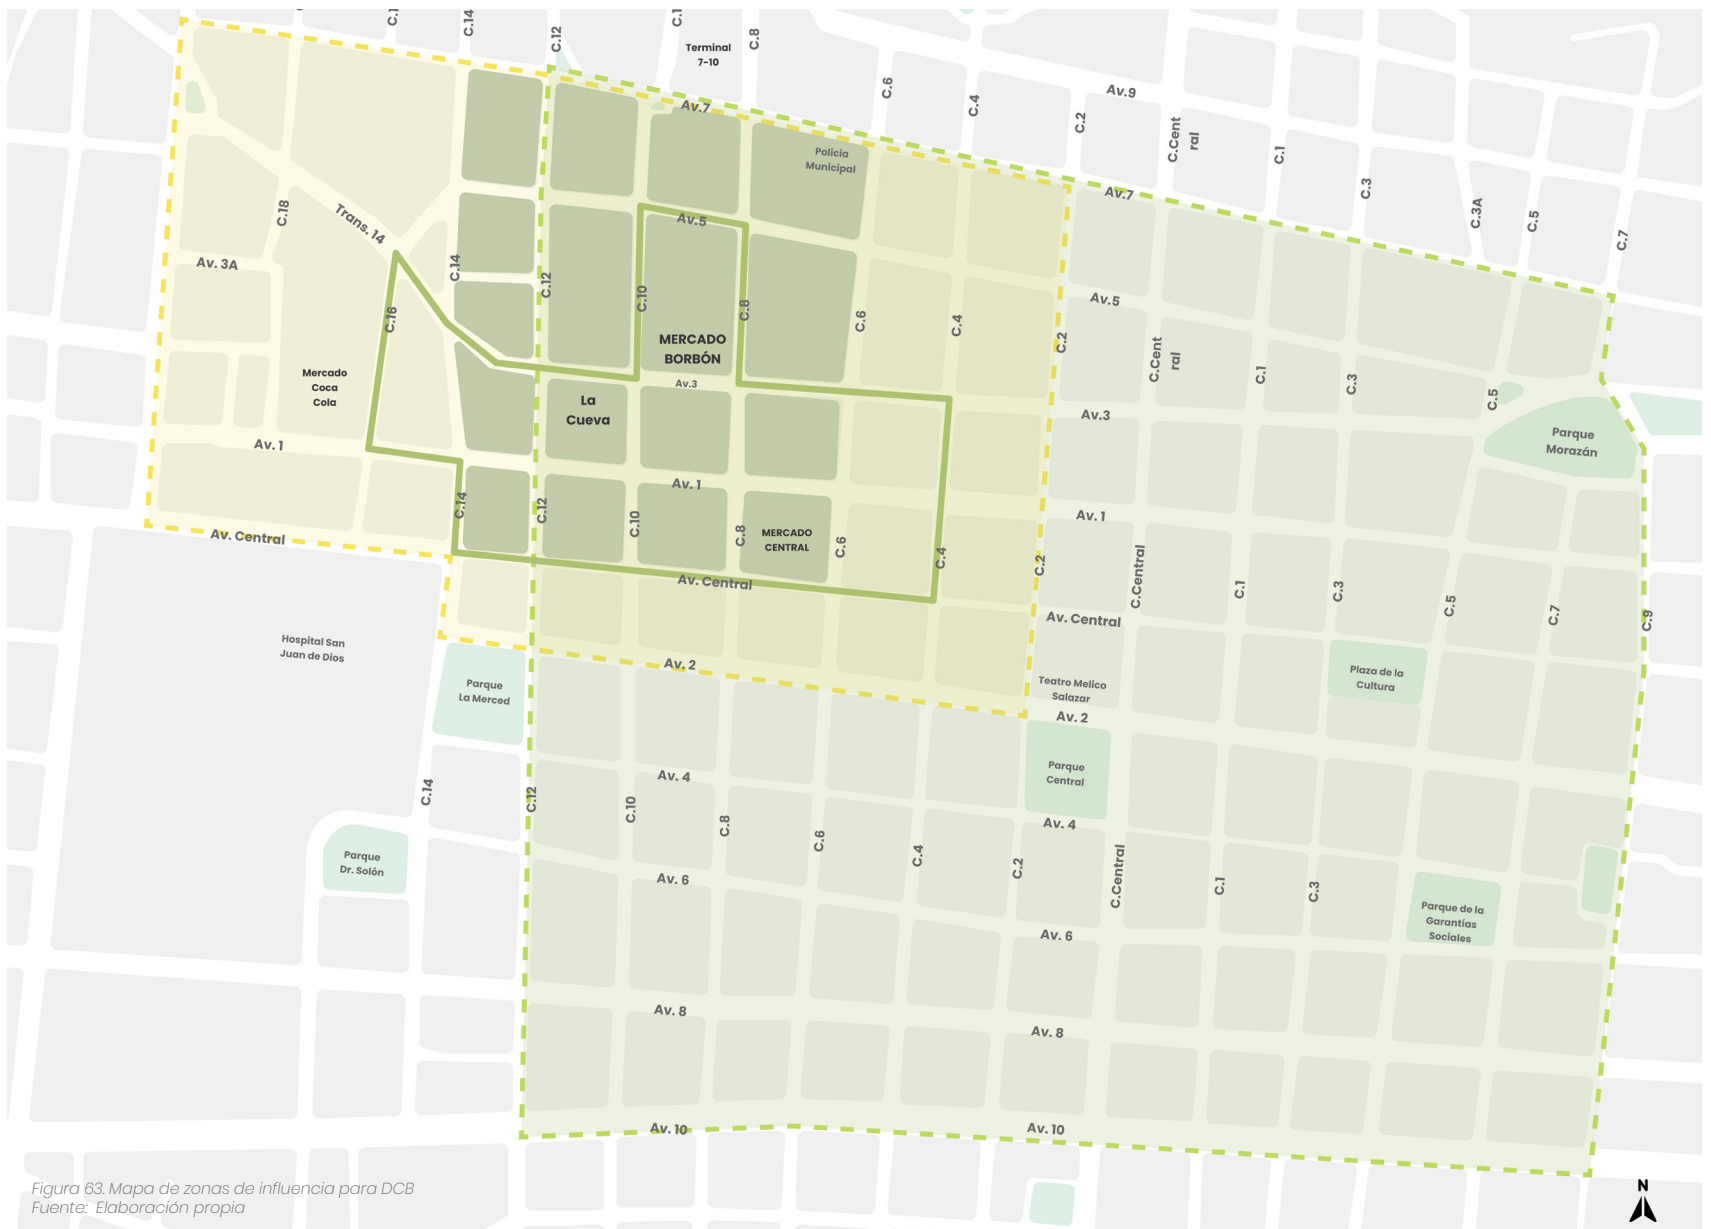 C.1
C.14
C.12
C.1
C.8
Terminal
7-10
C.6
C.4
C.2
Av.9
C.Cent
ral
C.1
C.3
C.3A
C.5
C.7
Av.7
Policia
Municipal
Av.7
C.18
Trans. 14
Av. 3A
C.14
C.12
Av.5
C.10
C.8
C.6
C.4
C.2
Av.5
C.Cent
ral
C.1
C.3
C.5
C.16
MERCADO
BORBÓN
Mercado
Coca
Cola
Av.3
La
Cueva
Av.3
Parque
Morazán
Av. 1
Av. 1
Av. 1
C.14
C.12
C.10
C.8
MERCADO
CENTRAL
C.6
C.4
C.2
C.Central
C.1
C.3
C.5
C.7
C.9
Av. Central
Av. Central
Av. Central
Hospital San
Juan de Dios
Av. 2
Parque
La Merced
Teatro Melico
Salazar
Plaza de la
Cultura
Av. 2
Parque
Central
Av. 4
C.14
C.12
C.10
C.8
C.6
C.4
C.2
Av. 4
C.Central
C.1
C.3
Parque
Dr. Solón
Av. 6
Parque de la
Garantías
Sociales
Av. 6
Av. 8
Av. 8
Av. 10
Av. 10
Figura 63. Mapa de zonas de influencia para DCB
Fuente: Elaboración propia
N